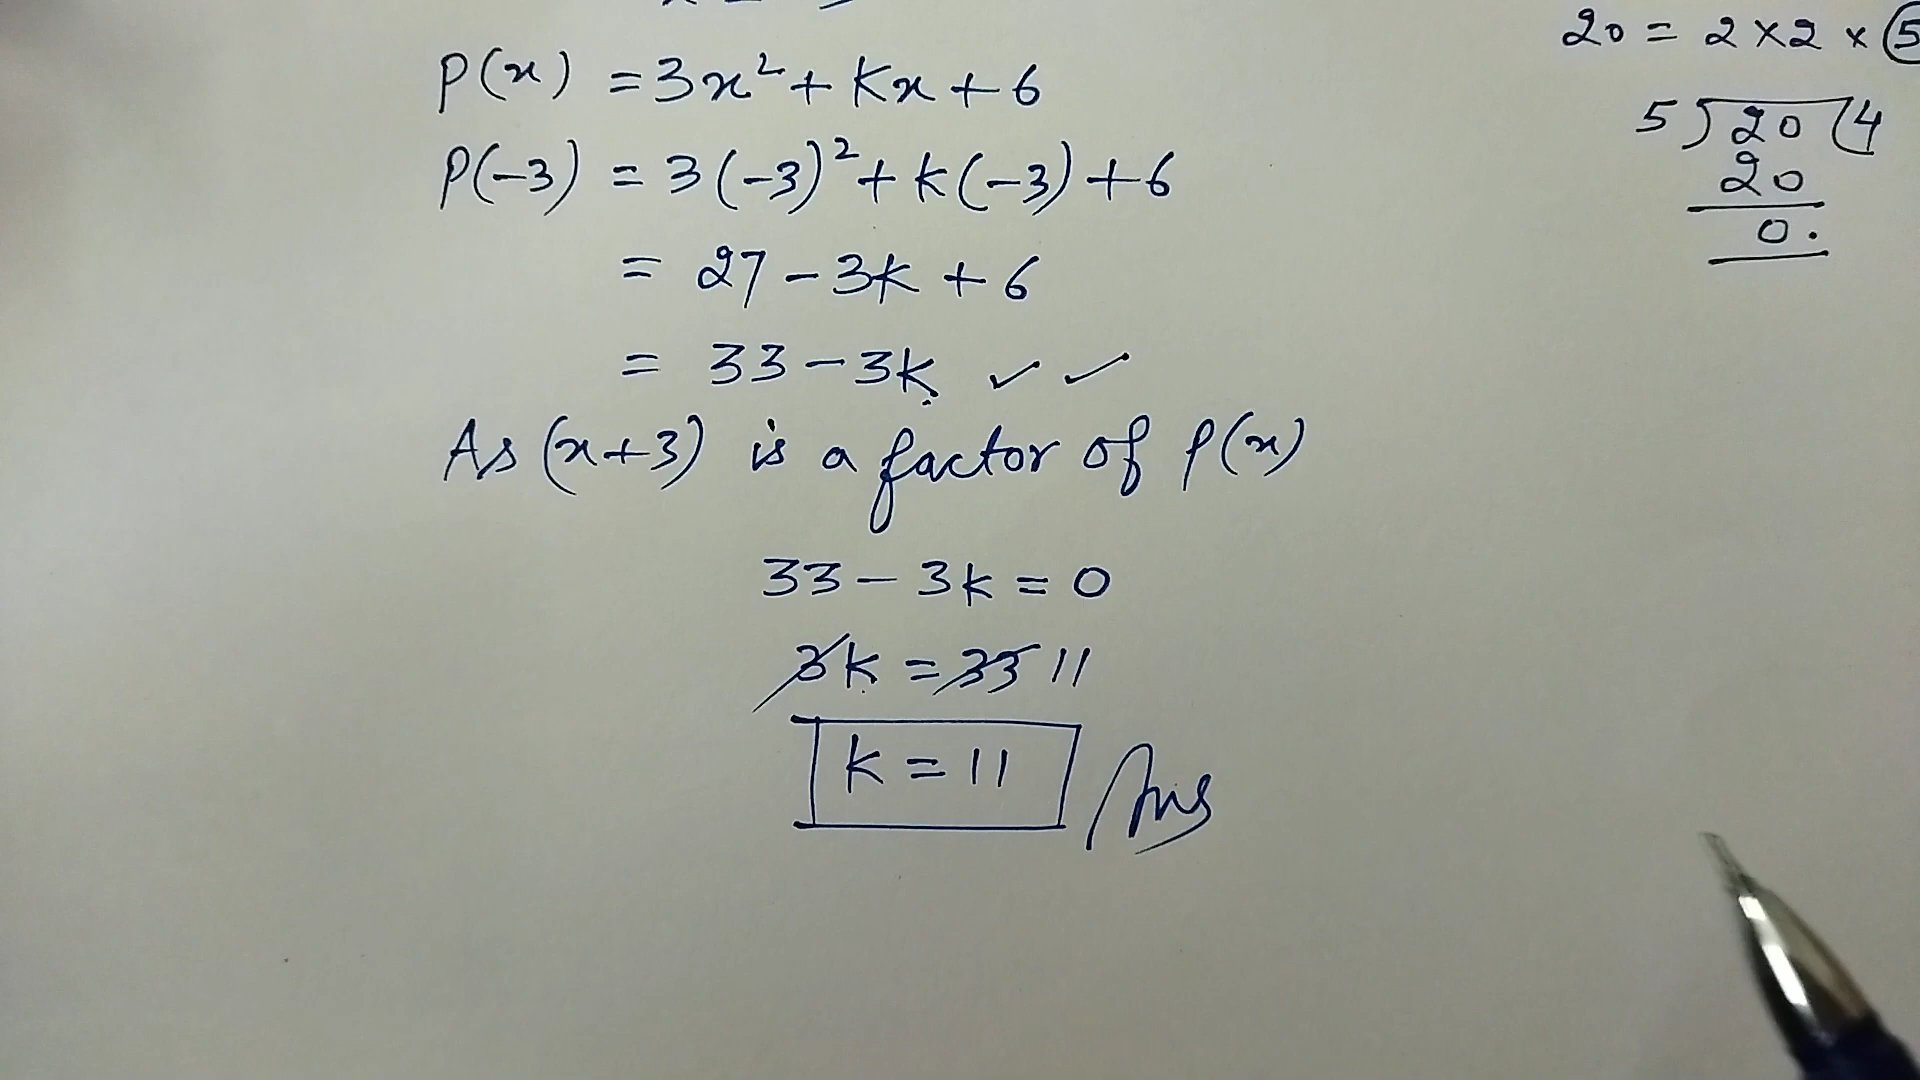 P(x) = 3x² + Kx + 6
P(-3) = 3(-3)² + k(-3) + 6
= 27 - 3k + 6
= 33 - 3k ✓ ✓
As (x+3) is a factor of P(x)
33 - 3k = 0
3k = 33 11
k = 11 Ans
20 = 2 × 2 × 5
5 ) 20 ( 4
20
0.